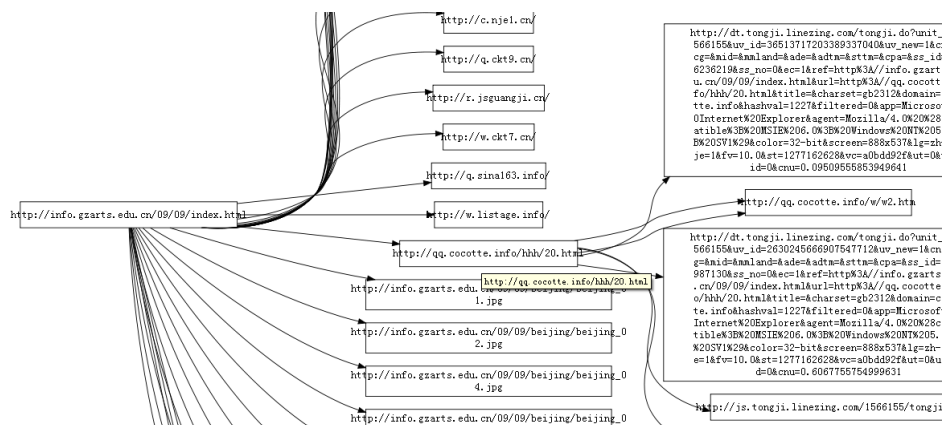 http://c.nje1.cn/
http://q.ckt9.cn/
http://r.jsguangji.cn/
http://w.ckt7.cn/
http://q.sina163.info/
http://info.gzarts.edu.cn/09/09/index.html
http://w.listage.info/
http://qq.cocotte.info/hhh/20.html
http://qq.cocotte.info/hhh/20.html
http://info.gzarts.edu.cn/09/09/beijing/beijing_0
1.jpg
http://info.gzarts.edu.cn/09/09/beijing/beijing_0
2.jpg
http://info.gzarts.edu.cn/09/09/beijing/beijing_0
4.jpg
http://info.gzarts.edu.cn/09/09/beijing/beijing_0
http://dt.tongji.linezing.com/tongji.do?unit_
566155&uv_id=36513717203389337040&uv_new=1&c
cg=&mid=&mmland=&ade=&adtm=&sttm=&cpa=&ss_id
6236219&ss_no=0&ec=1&ref=http%3A//info.gzart
u.cn/09/09/index.html&url=http%3A//qq.cocott
fo/hhh/20.html&title=&charset=gb2312&domain=
tte.info&hashval=1227&filtered=0&app=Microso
0Internet%20Explorer&agent=Mozilla/4.0%20%28
atible%3B%20MSIE%206.0%3B%20Windows%20NT%205
B%20SV1%29&color=32-bit&screen=888x537&lg=zh
je=1&fv=10.0&st=1277162628&vc=a0bdd92f&ut=0&
id=0&cnu=0.09509555853949641
http://qq.cocotte.info/w/w2.htm
http://dt.tongji.linezing.com/tongji.do?unit_
566155&uv_id=2630245666907547712&uv_new=1&cn
g=&mid=&mmland=&ade=&adtm=&sttm=&cpa=&ss_id=
987130&ss_no=0&ec=1&ref=http%3A//info.gzarts
.cn/09/09/index.html&url=http%3A//qq.cocotte
o/hhh/20.html&title=&charset=gb2312&domain=c
te.info&hashval=1227&filtered=0&app=Microsof
Internet%20Explorer&agent=Mozilla/4.0%20%28c
tible%3B%20MSIE%206.0%3B%20Windows%20NT%205.
%20SV1%29&color=32-bit&screen=888x537&lg=zh-
e=1&fv=10.0&st=1277162628&vc=a0bdd92f&ut=0&u
d=0&cnu=0.6067755754999631
http://js.tongji.linezing.com/1566155/tongji